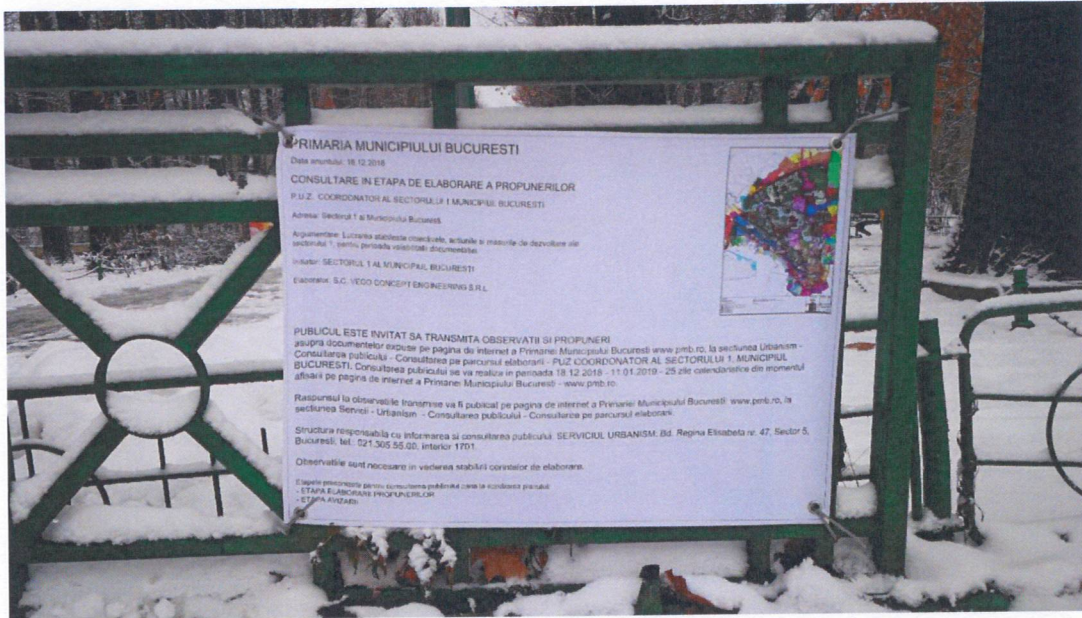 PRIMARIA MUNICIPIULUI BUCURESTI
Data anuntului: 18.12.2018
CONSULTARE IN ETAPA DE ELABORARE A PROPUNERILOR
P.U.Z. COORDONATOR AL SECTORULUI 1 MUNICIPIUL BUCURESTI
Adresa: Sectorul 1 al Municipiului Bucuresti
Argumentare: Lucrarea stabileste obiectivele, actiunile si masurile de dezvoltare ale
sectorului 1, pentru perioada valabilitatii documentatiei
Initiator: SECTORUL 1 AL MUNICIPIUL BUCURESTI
Elaborator: S.C. VEGO CONCEPT ENGINEERING S.R.L
PUBLICUL ESTE INVITAT SA TRANSMITA OBSERVATII SI PROPUNERI
asupra documentelor expuse pe pagina de internet a Primariei Municipiului Bucuresti www.pmb.ro, la sectiunea Urbanism -
Consultarea publicului - Consultarea pe parcursul elaborarii - PUZ COORDONATOR AL SECTORULUI 1, MUNICIPIUL
BUCURESTI. Consultarea publicului se va realiza in perioada 18.12.2018 - 11.01.2019 - 25 zile calendaristice din momentul
afisarii pe pagina de internet a Primariei Municipiului Bucuresti - www.pmb.ro.
Raspunsul la observatiile transmise va fi publicat pe pagina de internet a Primariei Municipiului Bucuresti: www.pmb.ro, la
sectiunea Servicii - Urbanism - Consultarea publicului - Consultarea pe parcursul elaborarii.
Structura responsabila cu informarea si consultarea publicului: SERVICIUL URBANISM, Bd. Regina Elisabeta nr. 47, Sector 5,
Bucuresti, tel.: 021.305.55.00, interior 1701.
Observatiile sunt necesare in vederea stabilirii cerintelor de elaborare.
Etapele preconizate pentru consultarea publicului pana la
- ETAPA ELABORARE PROPUNERILOR
- ETAPA AVIZARII